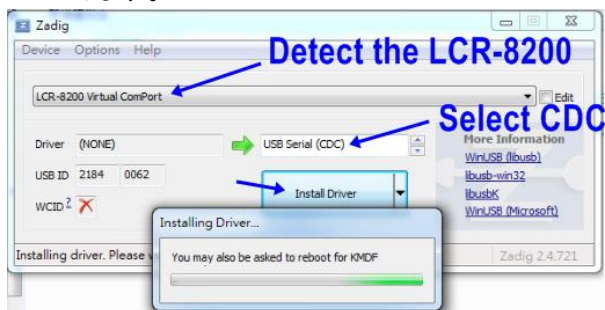 Zadig
Device Options Help
Detect the LCR-8200
LCR-8200 Virtual ComPort
Edit
Select CDC
Driver (NONE)
USB Serial (CDC)
More Information
WinUSB (libusb)
USB ID 2184 0062
libusb-win32
Install Driver
libusbK
WCID ?
WinUSB (Microsoft)
Installing Driver...
Installing driver. Please
You may also be asked to reboot for KMDF
Zadig 2.4.721